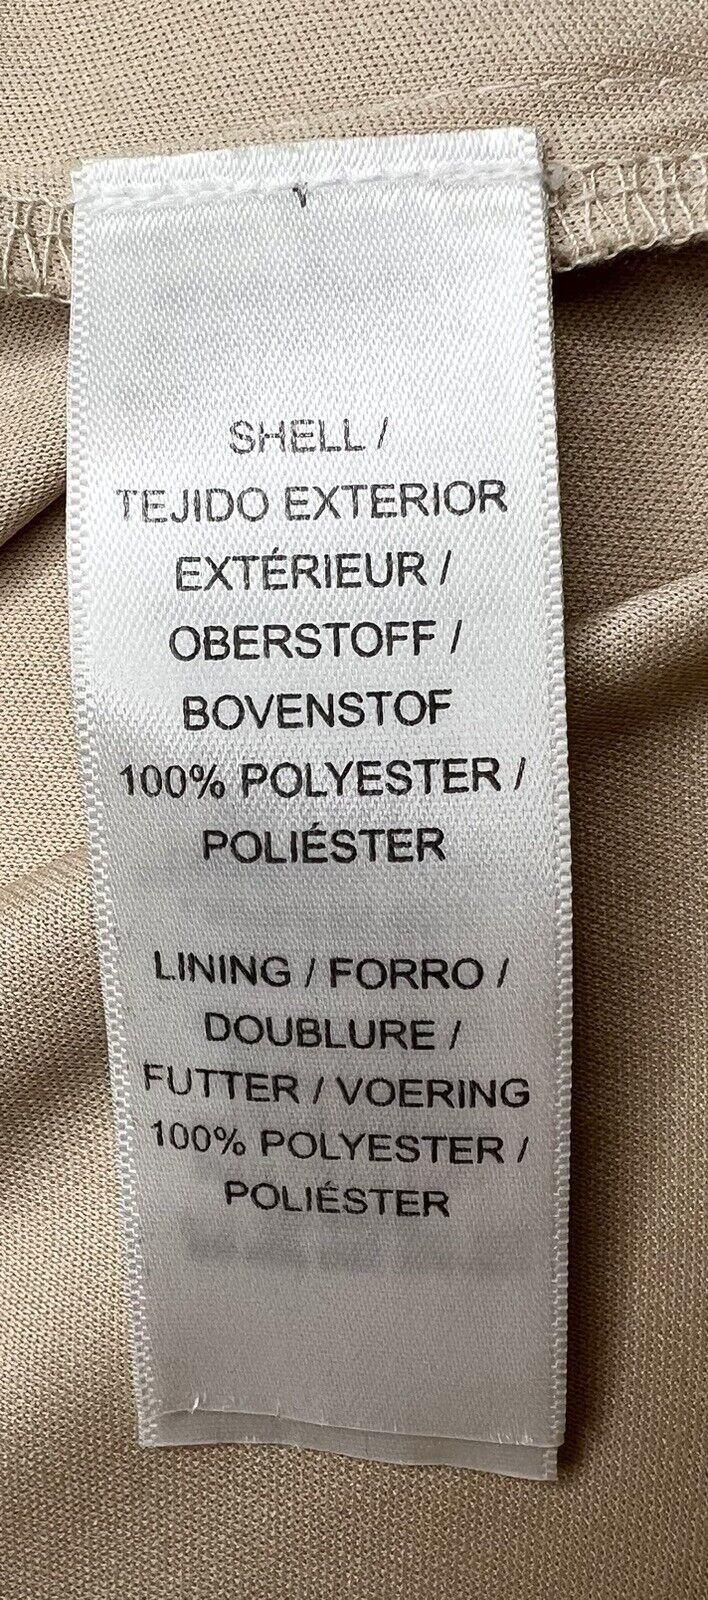 SHELL /
TEJIDO EXTERIOR
EXTÉRIEUR /
OBERSTOFF /
BOVENSTOF
100% POLYESTER /
POLIÉSTER
LINING / FORRO /
DOUBLURE /
FUTTER / VOERING
100% POLYESTER /
POLIÉSTER